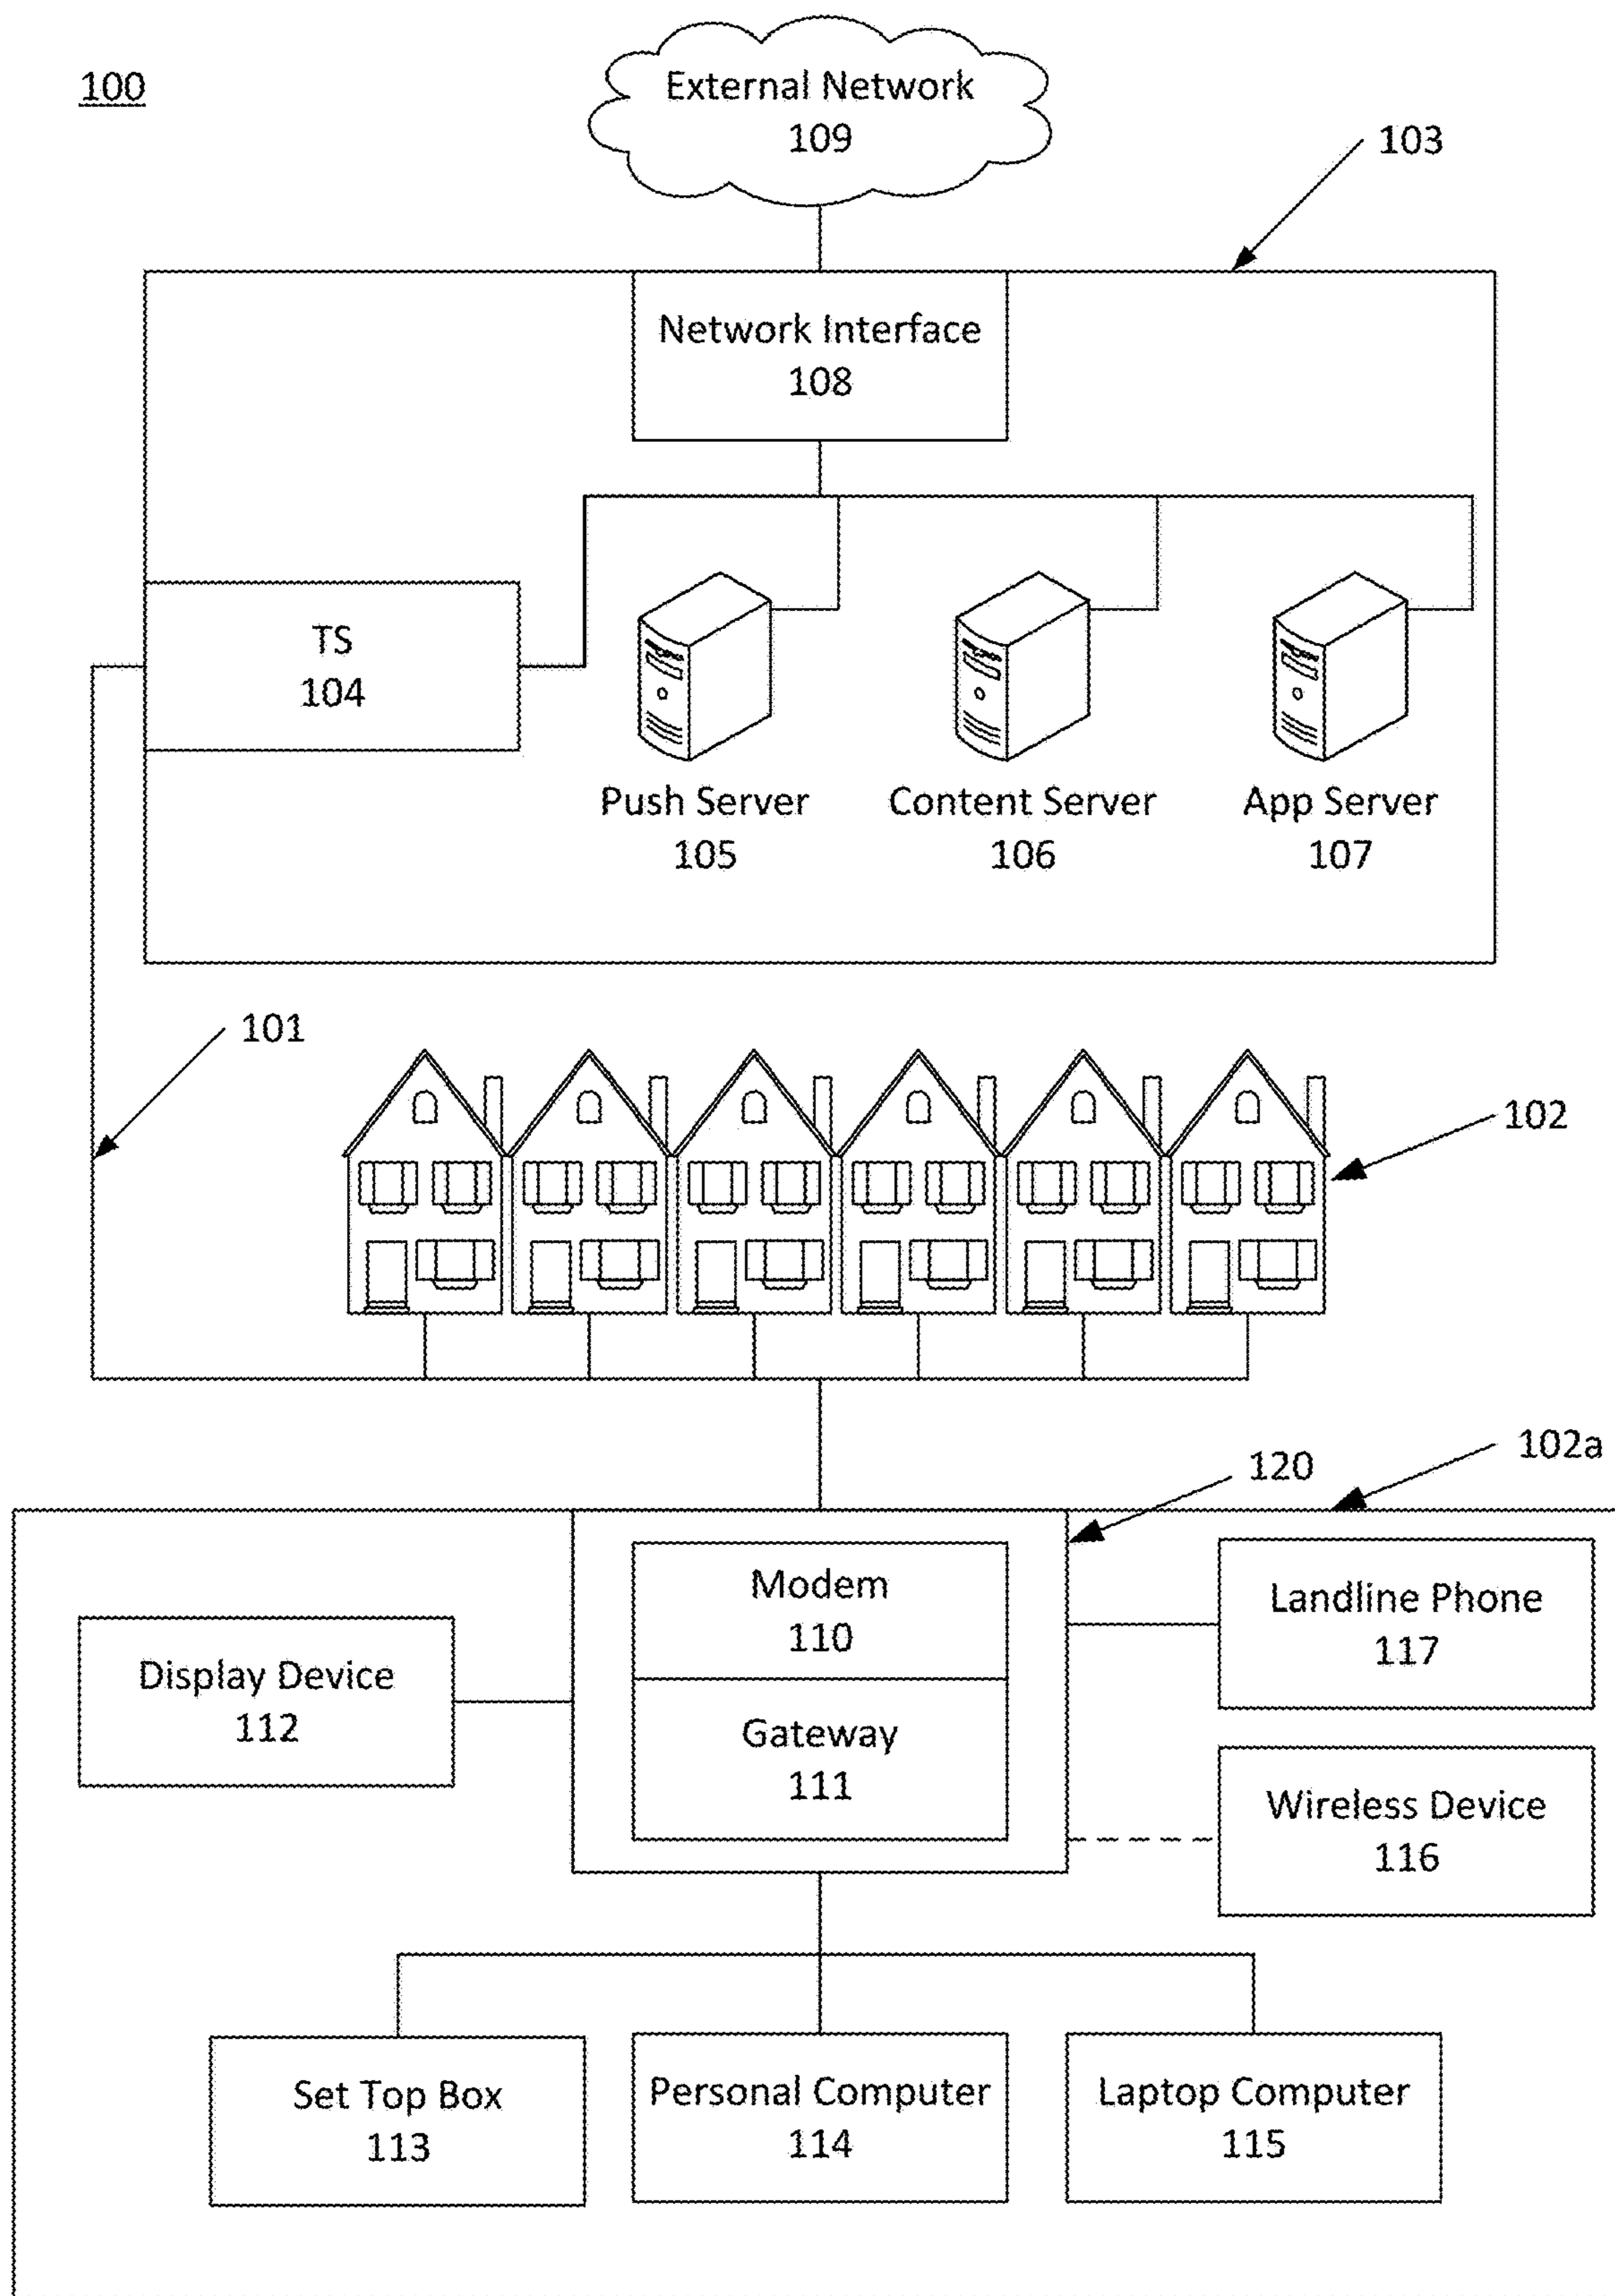 100
External Network
109
103
Network Interface
108
TS
104
Push Server
105
Content Server
106
App Server
107
101
102
102a
120
Modem
110
Gateway
111
Display Device
112
Landline Phone
117
Wireless Device
116
Set Top Box
113
Personal Computer
114
Laptop Computer
115